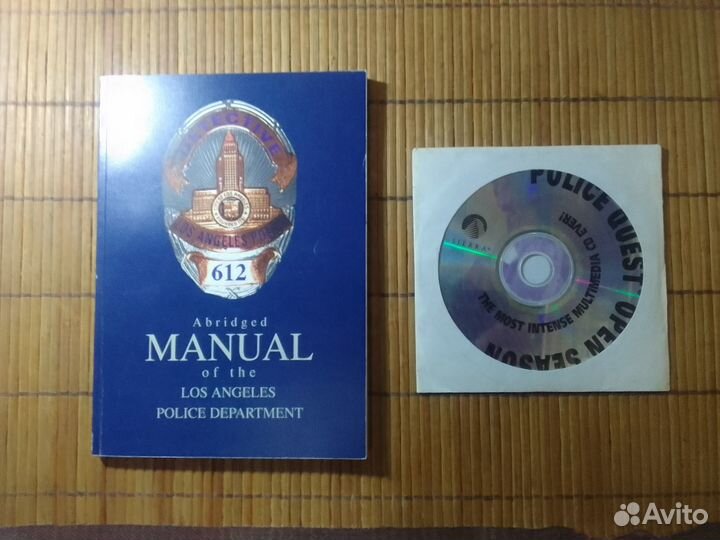 DETECTIVE
LOS ANGELES POLICE
612
Abridged
MANUAL
of the
LOS ANGELES
POLICE DEPARTMENT
POLICE QUEST OPEN SEASON
SIERRA
THE MOST INTENSE MULTIMEDIA CD EVER!
Avito